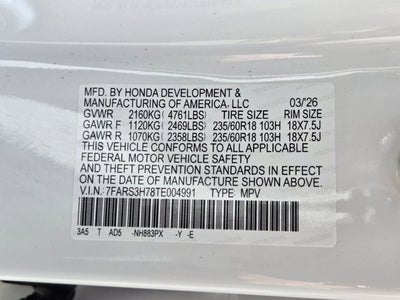 MFD. BY HONDA DEVELOPMENT &
MANUFACTURING OF AMERICA, LLC 03/'26
GVWR 2160KG( 4761LBS) TIRE SIZE RIM SIZE
GAWR F 1120KG( 2469LBS) 235/60R18 103H 18X7.5J
GAWR R 1070KG( 2358LBS) 235/60R18 103H 18X7.5J
THIS VEHICLE CONFORMS TO ALL APPLICABLE
FEDERAL MOTOR VEHICLE SAFETY
AND THEFT PREVENTION STANDARDS IN EFFECT
ON THE DATE OF MANUFACTURE SHOWN ABOVE.
V.I.N.: 7FARS3H78TE004991 TYPE: MPV
3A5 T AD5 -NH883PX -Y -E